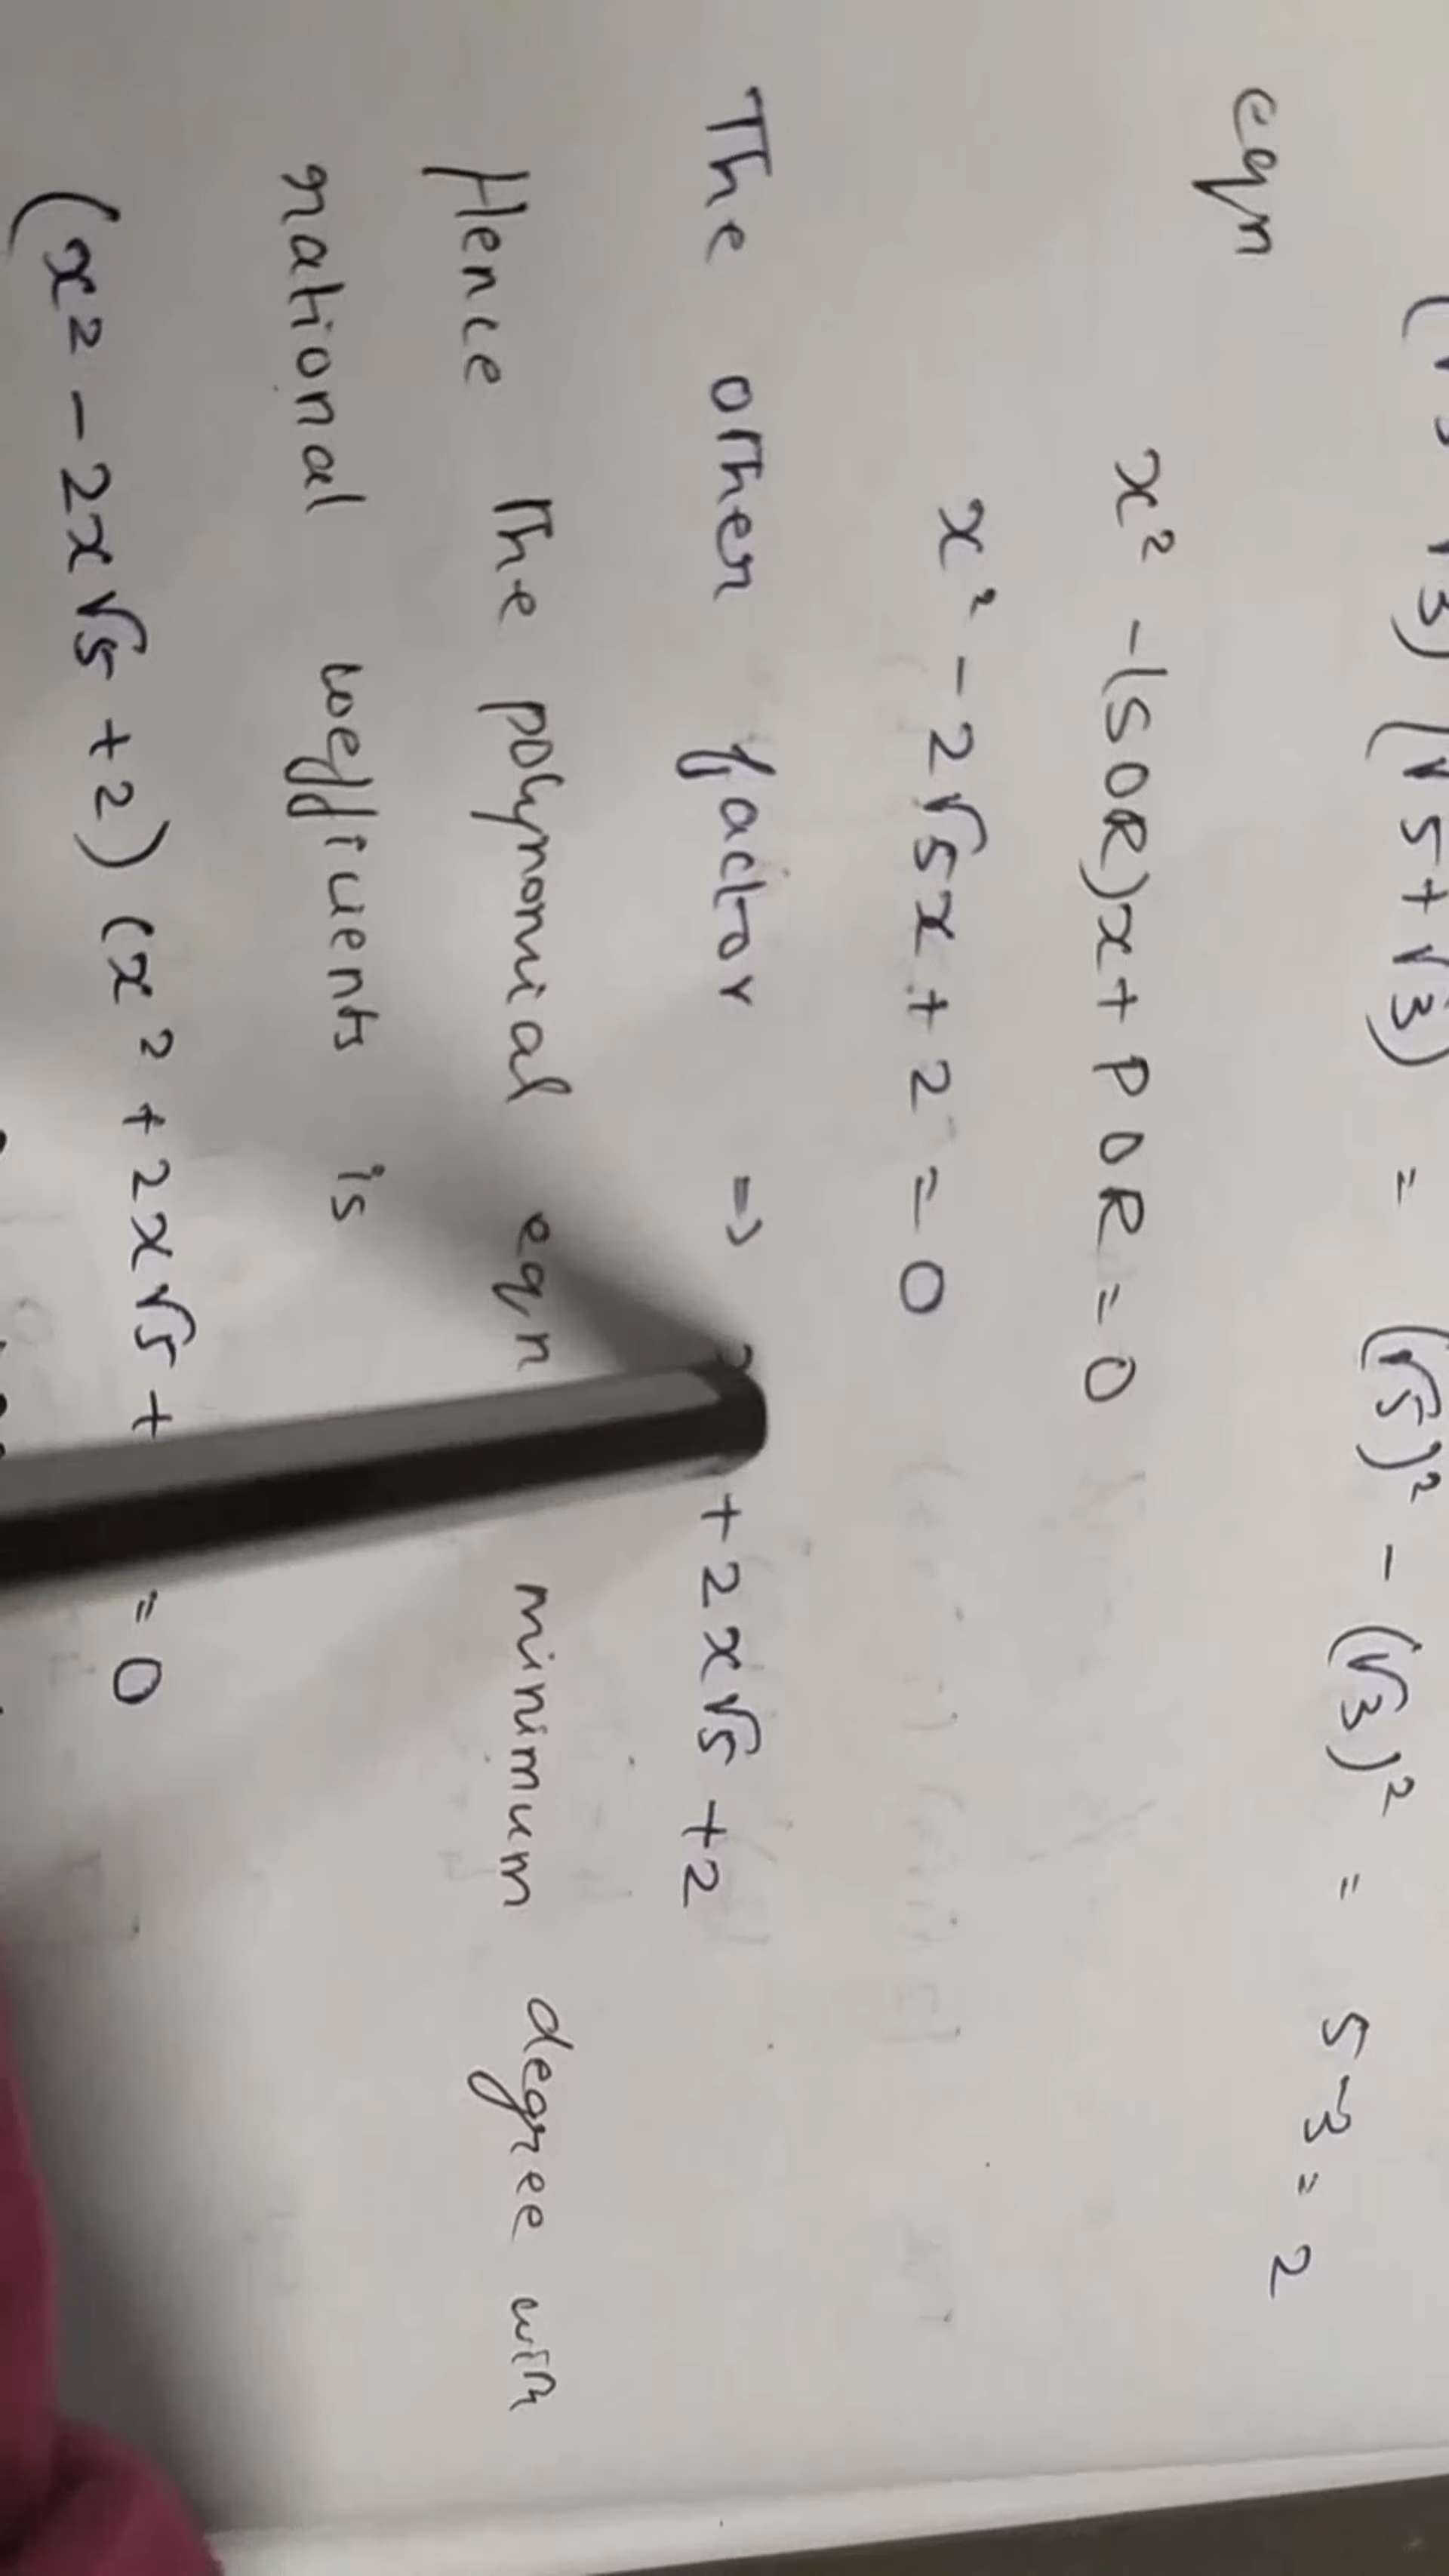 √3) (√5+√3) = (√5)² - (√3)² = 5-3 = 2
eqn
x² -(SOR)x + POR = 0
x² - 2√5x + 2 = 0
The other factor ⇒ + 2x√5 + 2
Hence the polynomial eqn minimum degree with
rational coefficients is
(x² - 2x√5 + 2) (x² + 2x√5 + = 0